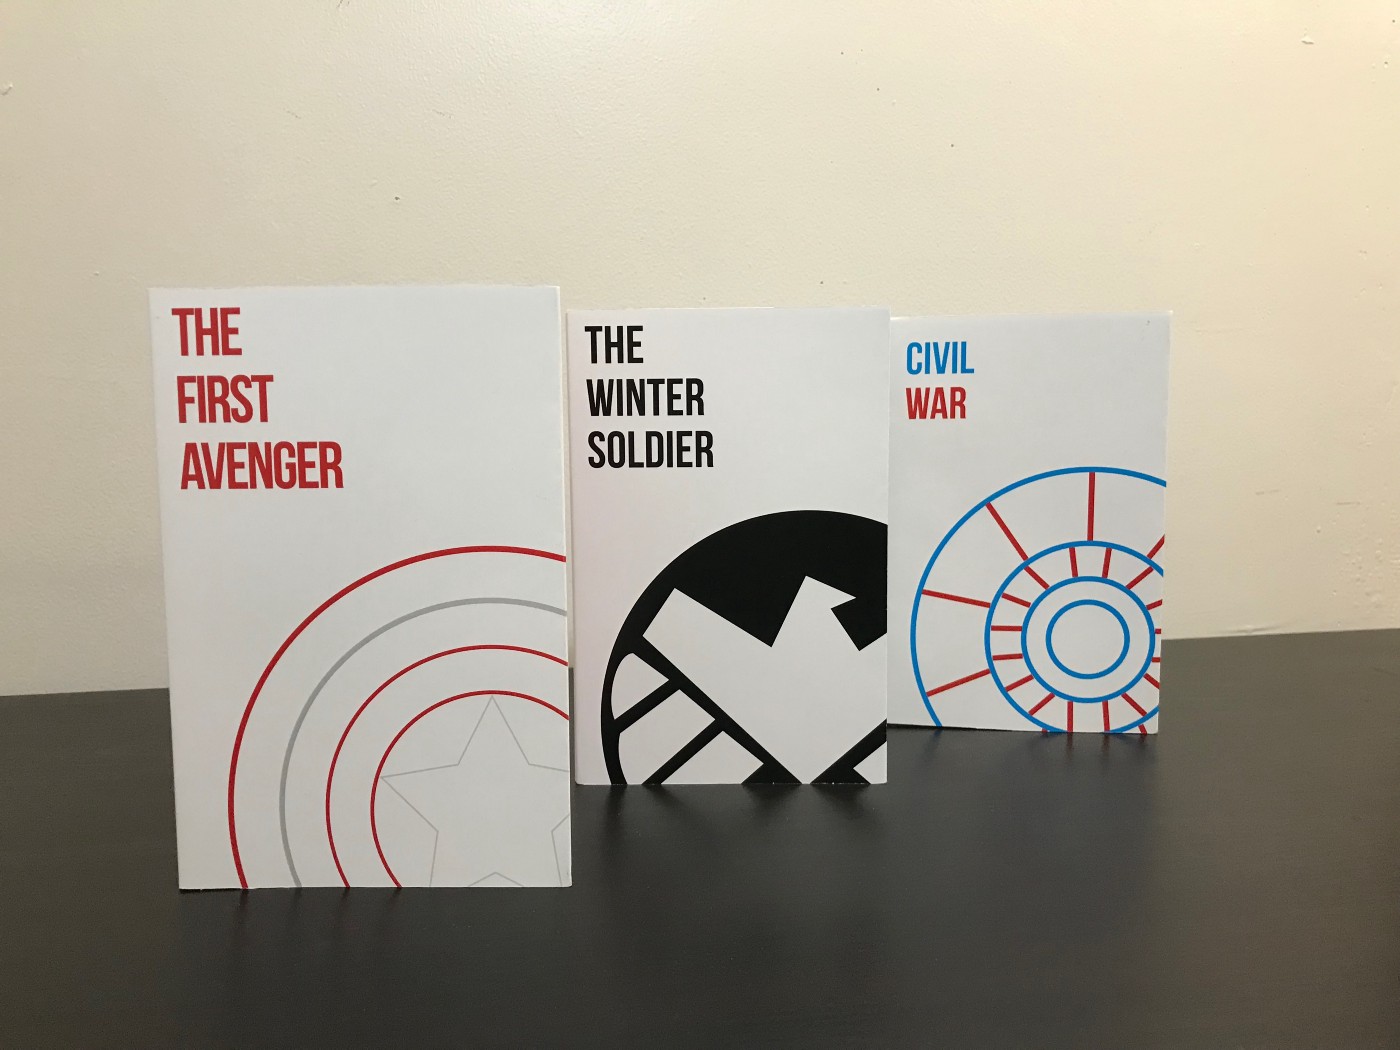 THE
FIRST
AVENGER
THE
WINTER
SOLDIER
CIVIL
WAR